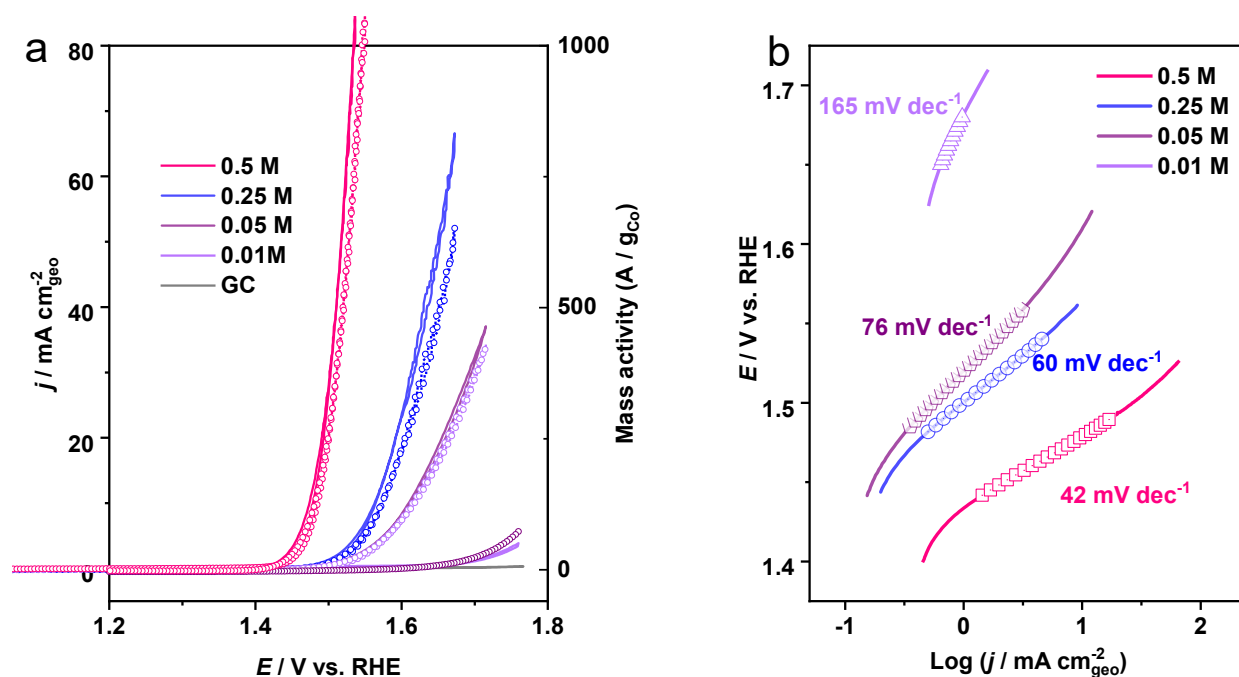 a
80
60
40
20
0
j / mA cm⁻²geo
1000
500
0
Mass activity (A / gCo)
0.5 M
0.25 M
0.05 M
0.01M
GC
1.2
1.4
1.6
1.8
E / V vs. RHE
b
1.7
1.6
1.5
1.4
E / V vs. RHE
165 mV dec⁻¹
0.5 M
0.25 M
0.05 M
0.01 M
76 mV dec⁻¹
60 mV dec⁻¹
42 mV dec⁻¹
-1
0
1
2
Log (j / mA cm⁻²geo)